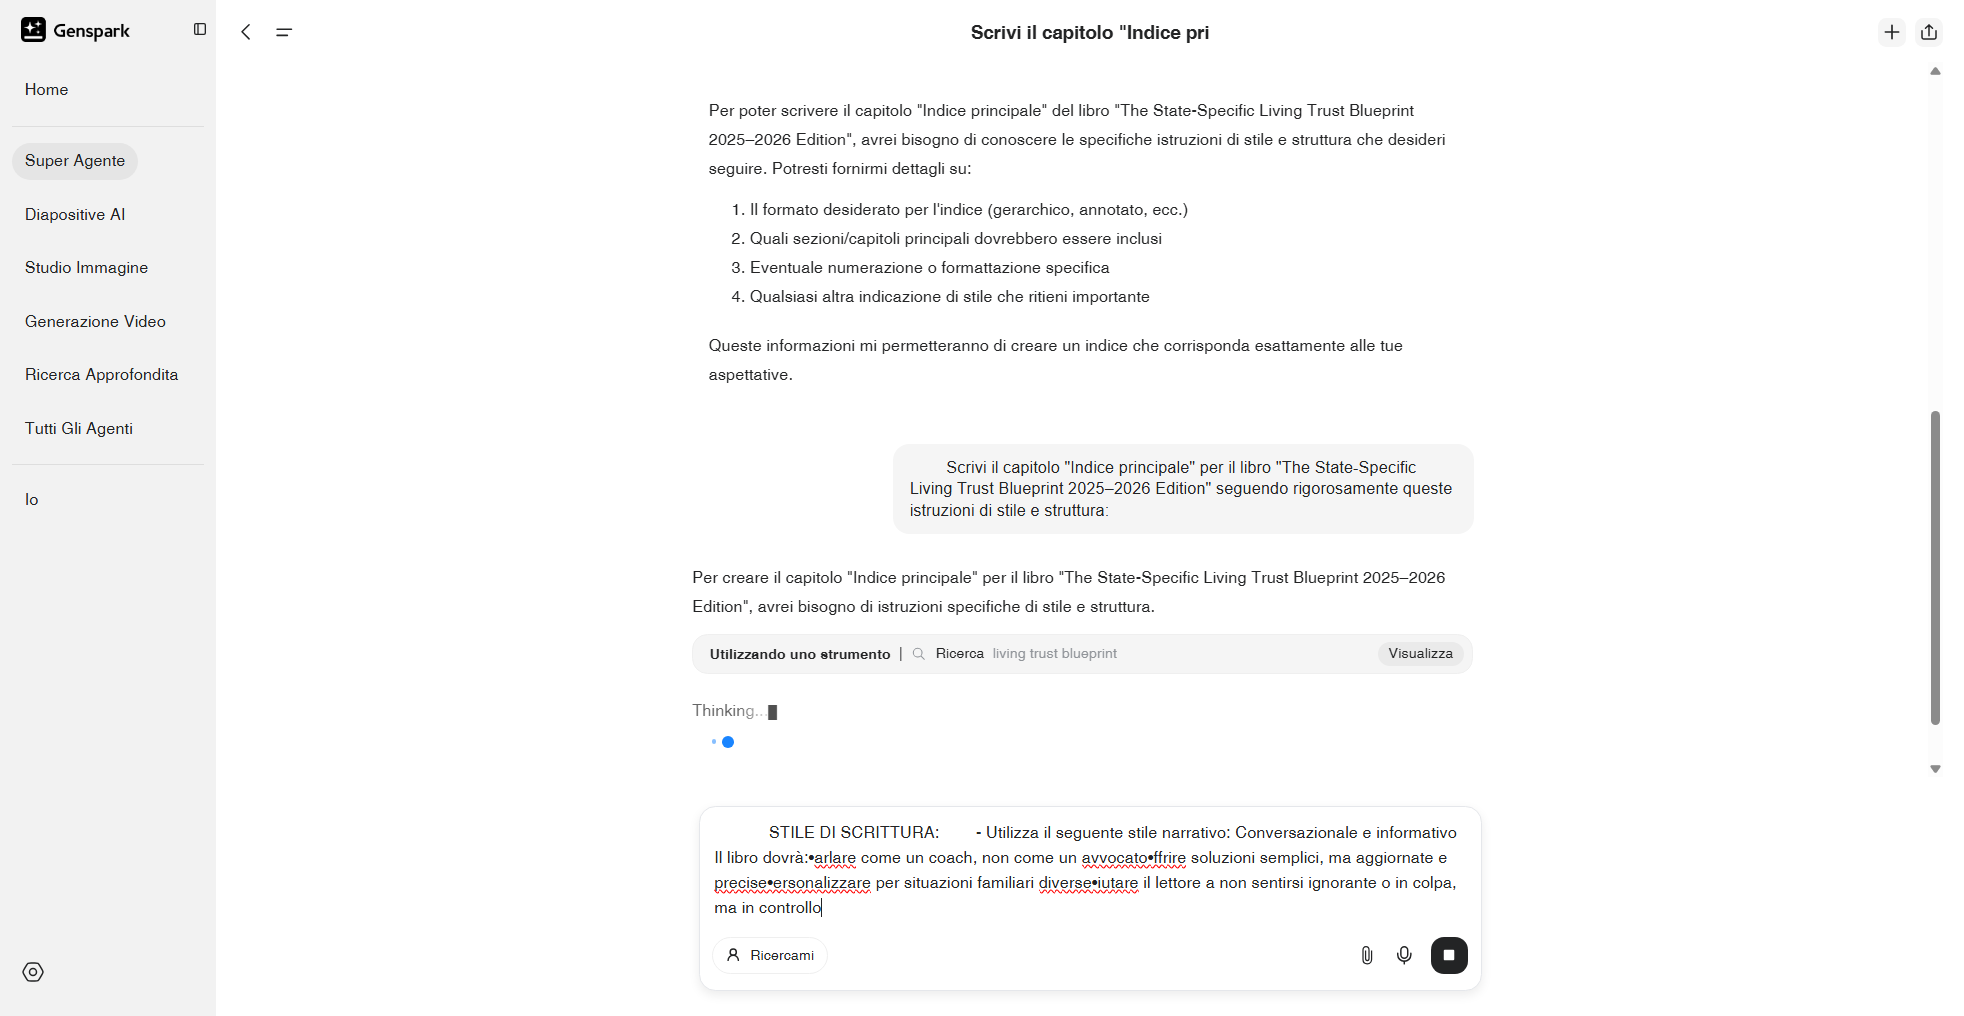 Genspark
Home
Super Agente
Diapositive AI
Studio Immagine
Generazione Video
Ricerca Approfondita
Tutti Gli Agenti
Io
Scrivi il capitolo "Indice pri
Per poter scrivere il capitolo "Indice principale" del libro "The State-Specific Living Trust Blueprint
2025–2026 Edition", avrei bisogno di conoscere le specifiche istruzioni di stile e struttura che desideri
seguire. Potresti fornirmi dettagli su:
1. Il formato desiderato per l'indice (gerarchico, annotato, ecc.)
2. Quali sezioni/capitoli principali dovrebbero essere inclusi
3. Eventuale numerazione o formattazione specifica
4. Qualsiasi altra indicazione di stile che ritieni importante
Queste informazioni mi permetteranno di creare un indice che corrisponda esattamente alle tue
aspettative.
Scrivi il capitolo "Indice principale" per il libro "The State-Specific
Living Trust Blueprint 2025–2026 Edition" seguendo rigorosamente queste
istruzioni di stile e struttura:
Per creare il capitolo "Indice principale" per il libro "The State-Specific Living Trust Blueprint 2025–2026
Edition", avrei bisogno di istruzioni specifiche di stile e struttura.
Utilizzando uno strumento | Ricerca living trust blueprint Visualizza
Thinking...
STILE DI SCRITTURA: - Utilizza il seguente stile narrativo: Conversazionale e informativo
Il libro dovrà:•arlare come un coach, non come un avvocato•ffrire soluzioni semplici, ma aggiornate e
precise•ersonalizzare per situazioni familiari diverse•iutare il lettore a non sentirsi ignorante o in colpa,
ma in controllo
Ricercami